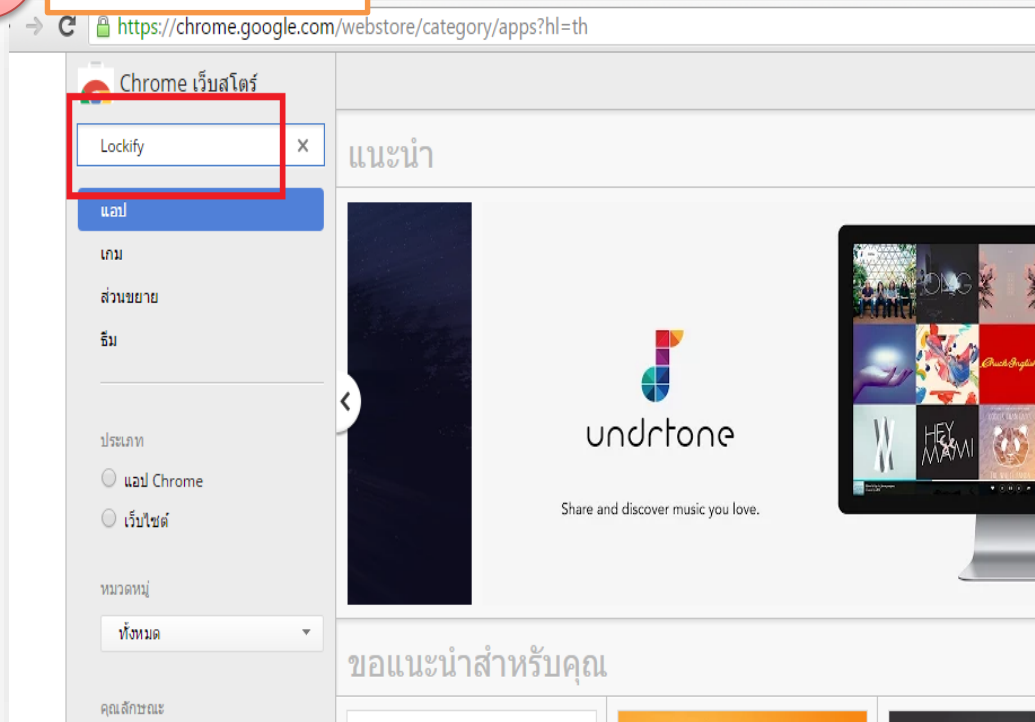 https://chrome.google.com/webstore/category/apps?hl=th
Chrome เว็บสโตร์
Lockify
แอป
เกม
ส่วนขยาย
ธีม
ประเภท
แอป Chrome
เว็บไซต์
หมวดหมู่
ทั้งหมด
คุณลักษณะ
แนะนำ
undrtone
Share and discover music you love.
HEY
MAMI
ขอแนะนำสำหรับคุณ